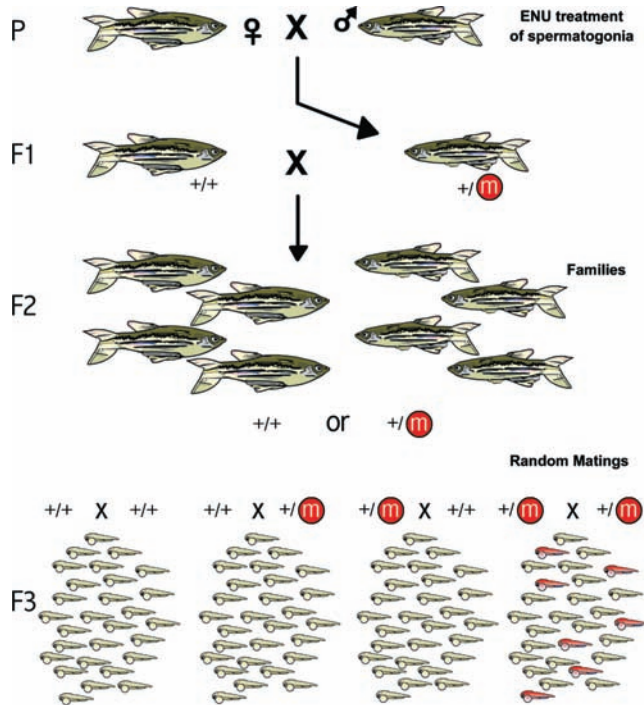 P ♀ X ♂ ENU treatment
of spermatogonia
F1 X
+/+ +/m
F2 Families
+/+ or +/m
Random Matings
+/+ X +/+ +/+ X +/m +/m X +/+ +/m X +/m
F3